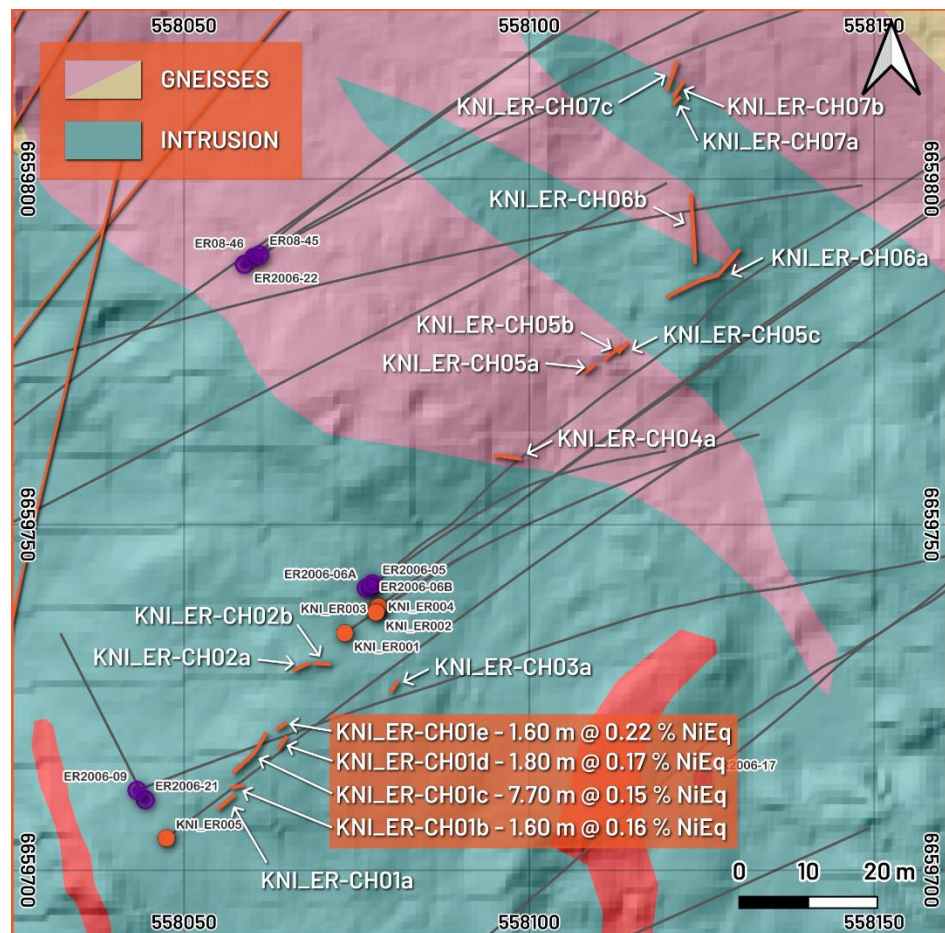 558050
558100
558150
GNEISSES
INTRUSION
KNI_ER-CH07c
KNI_ER-CH07b
KNI_ER-CH07a
6659800
6659800
KNI_ER-CH06b
ER08-46
ER08-45
ER2006-22
KNI_ER-CH06a
KNI_ER-CH05b
KNI_ER-CH05c
KNI_ER-CH05a
KNI_ER-CH04a
6659750
6659750
ER2006-06A
ER2006-05
ER2006-06B
KNI_ER003
KNI_ER004
KNI_ER002
KNI_ER001
KNI_ER-CH02b
KNI_ER-CH02a
KNI_ER-CH03a
KNI_ER-CH01e - 1.60 m @ 0.22 % NiEq
KNI_ER-CH01d - 1.80 m @ 0.17 % NiEq
KNI_ER-CH01c - 7.70 m @ 0.15 % NiEq
KNI_ER-CH01b - 1.60 m @ 0.16 % NiEq
2006-17
ER2006-09
ER2006-21
KNI_ER005
KNI_ER-CH01a
6659700
6659700
0 10 20 m
558050
558100
558150